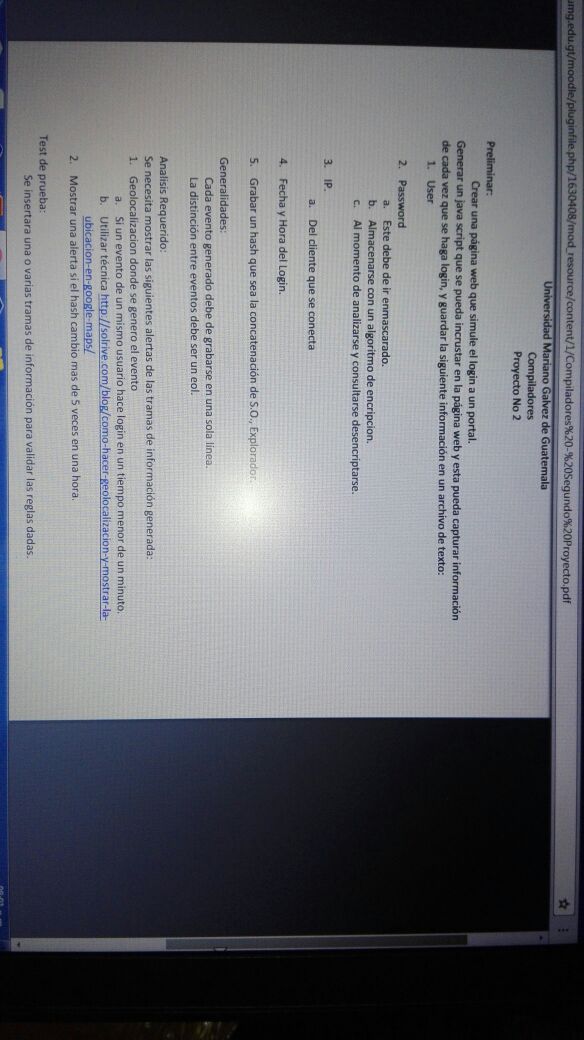 umg.edu.gt/moodle/pluginfile.php/1630408/mod_resource/content/1/Compiladores%20-%20Segundo%20Proyecto.pdf
Universidad Mariano Galvez de Guatemala
Compiladores
Proyecto No 2
Preliminar:
Crear una página web que simule el login a un portal.
Generar un java script que se pueda incrustar en la página web y esta pueda capturar información
de cada vez que se haga login, y guardar la siguiente información en un archivo de texto:
1. User
2. Password
a. Este debe de ir enmascarado.
b. Almacenarse con un algoritmo de encripcion.
c. Al momento de analizarse y consultarse desencriptarse.
3. IP.
a. Del cliente que se conecta
4. Fecha y Hora del Login.
5. Grabar un hash que sea la concatenación de S.O., Explorador.
Generalidades:
Cada evento generado debe de grabarse en una sola línea.
La distinción entre eventos debe ser un eol.
Analisis Requerido:
Se necesita mostrar las siguientes alertas de las tramas de información generada:
1. Geolocalizacion donde se genero el evento
a. Si un evento de un mismo usuario hace login en un tiempo menor de un minuto.
b. Utilizar técnica http://solrive.com/blog/como-hacer-geolocalizacion-y-mostrar-la-
ubicacion-en-google-maps/
2. Mostrar una alerta si el hash cambio mas de 5 veces en una hora.
Test de prueba:
Se insertara una o varias tramas de información para validar las reglas dadas.